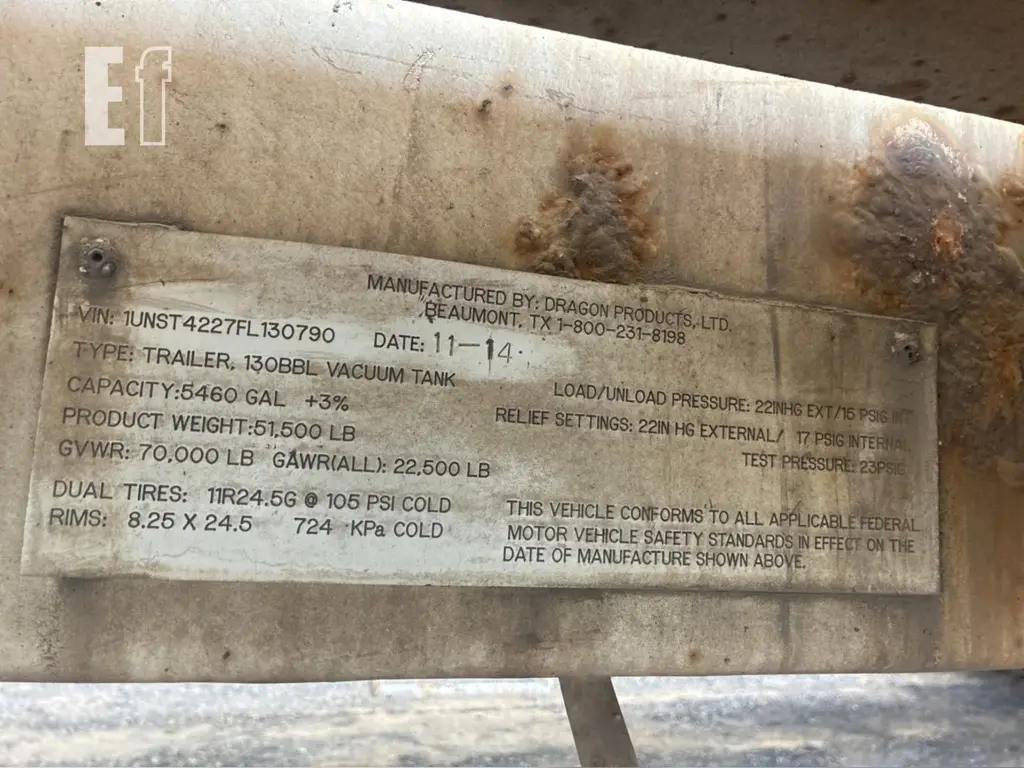 Ef
MANUFACTURED BY: DRAGON PRODUCTS, LTD.
BEAUMONT, TX 1-800-231-8198
VIN: 1UNST4227FL130790 DATE: 11-14
TYPE: TRAILER, 130BBL VACUUM TANK
CAPACITY:5460 GAL +3%
PRODUCT WEIGHT:51,500 LB
GVWR: 70,000 LB GAWR(ALL): 22,500 LB
DUAL TIRES: 11R24.5G @ 105 PSI COLD
RIMS: 8.25 X 24.5 724 KPa COLD
LOAD/UNLOAD PRESSURE: 22INHG EXT/15 PSIG INT
RELIEF SETTINGS: 22IN HG EXTERNAL/ 17 PSIG INTERNAL
TEST PRESSURE: 23PSIG
THIS VEHICLE CONFORMS TO ALL APPLICABLE FEDERAL
MOTOR VEHICLE SAFETY STANDARDS IN EFFECT ON THE
DATE OF MANUFACTURE SHOWN ABOVE.